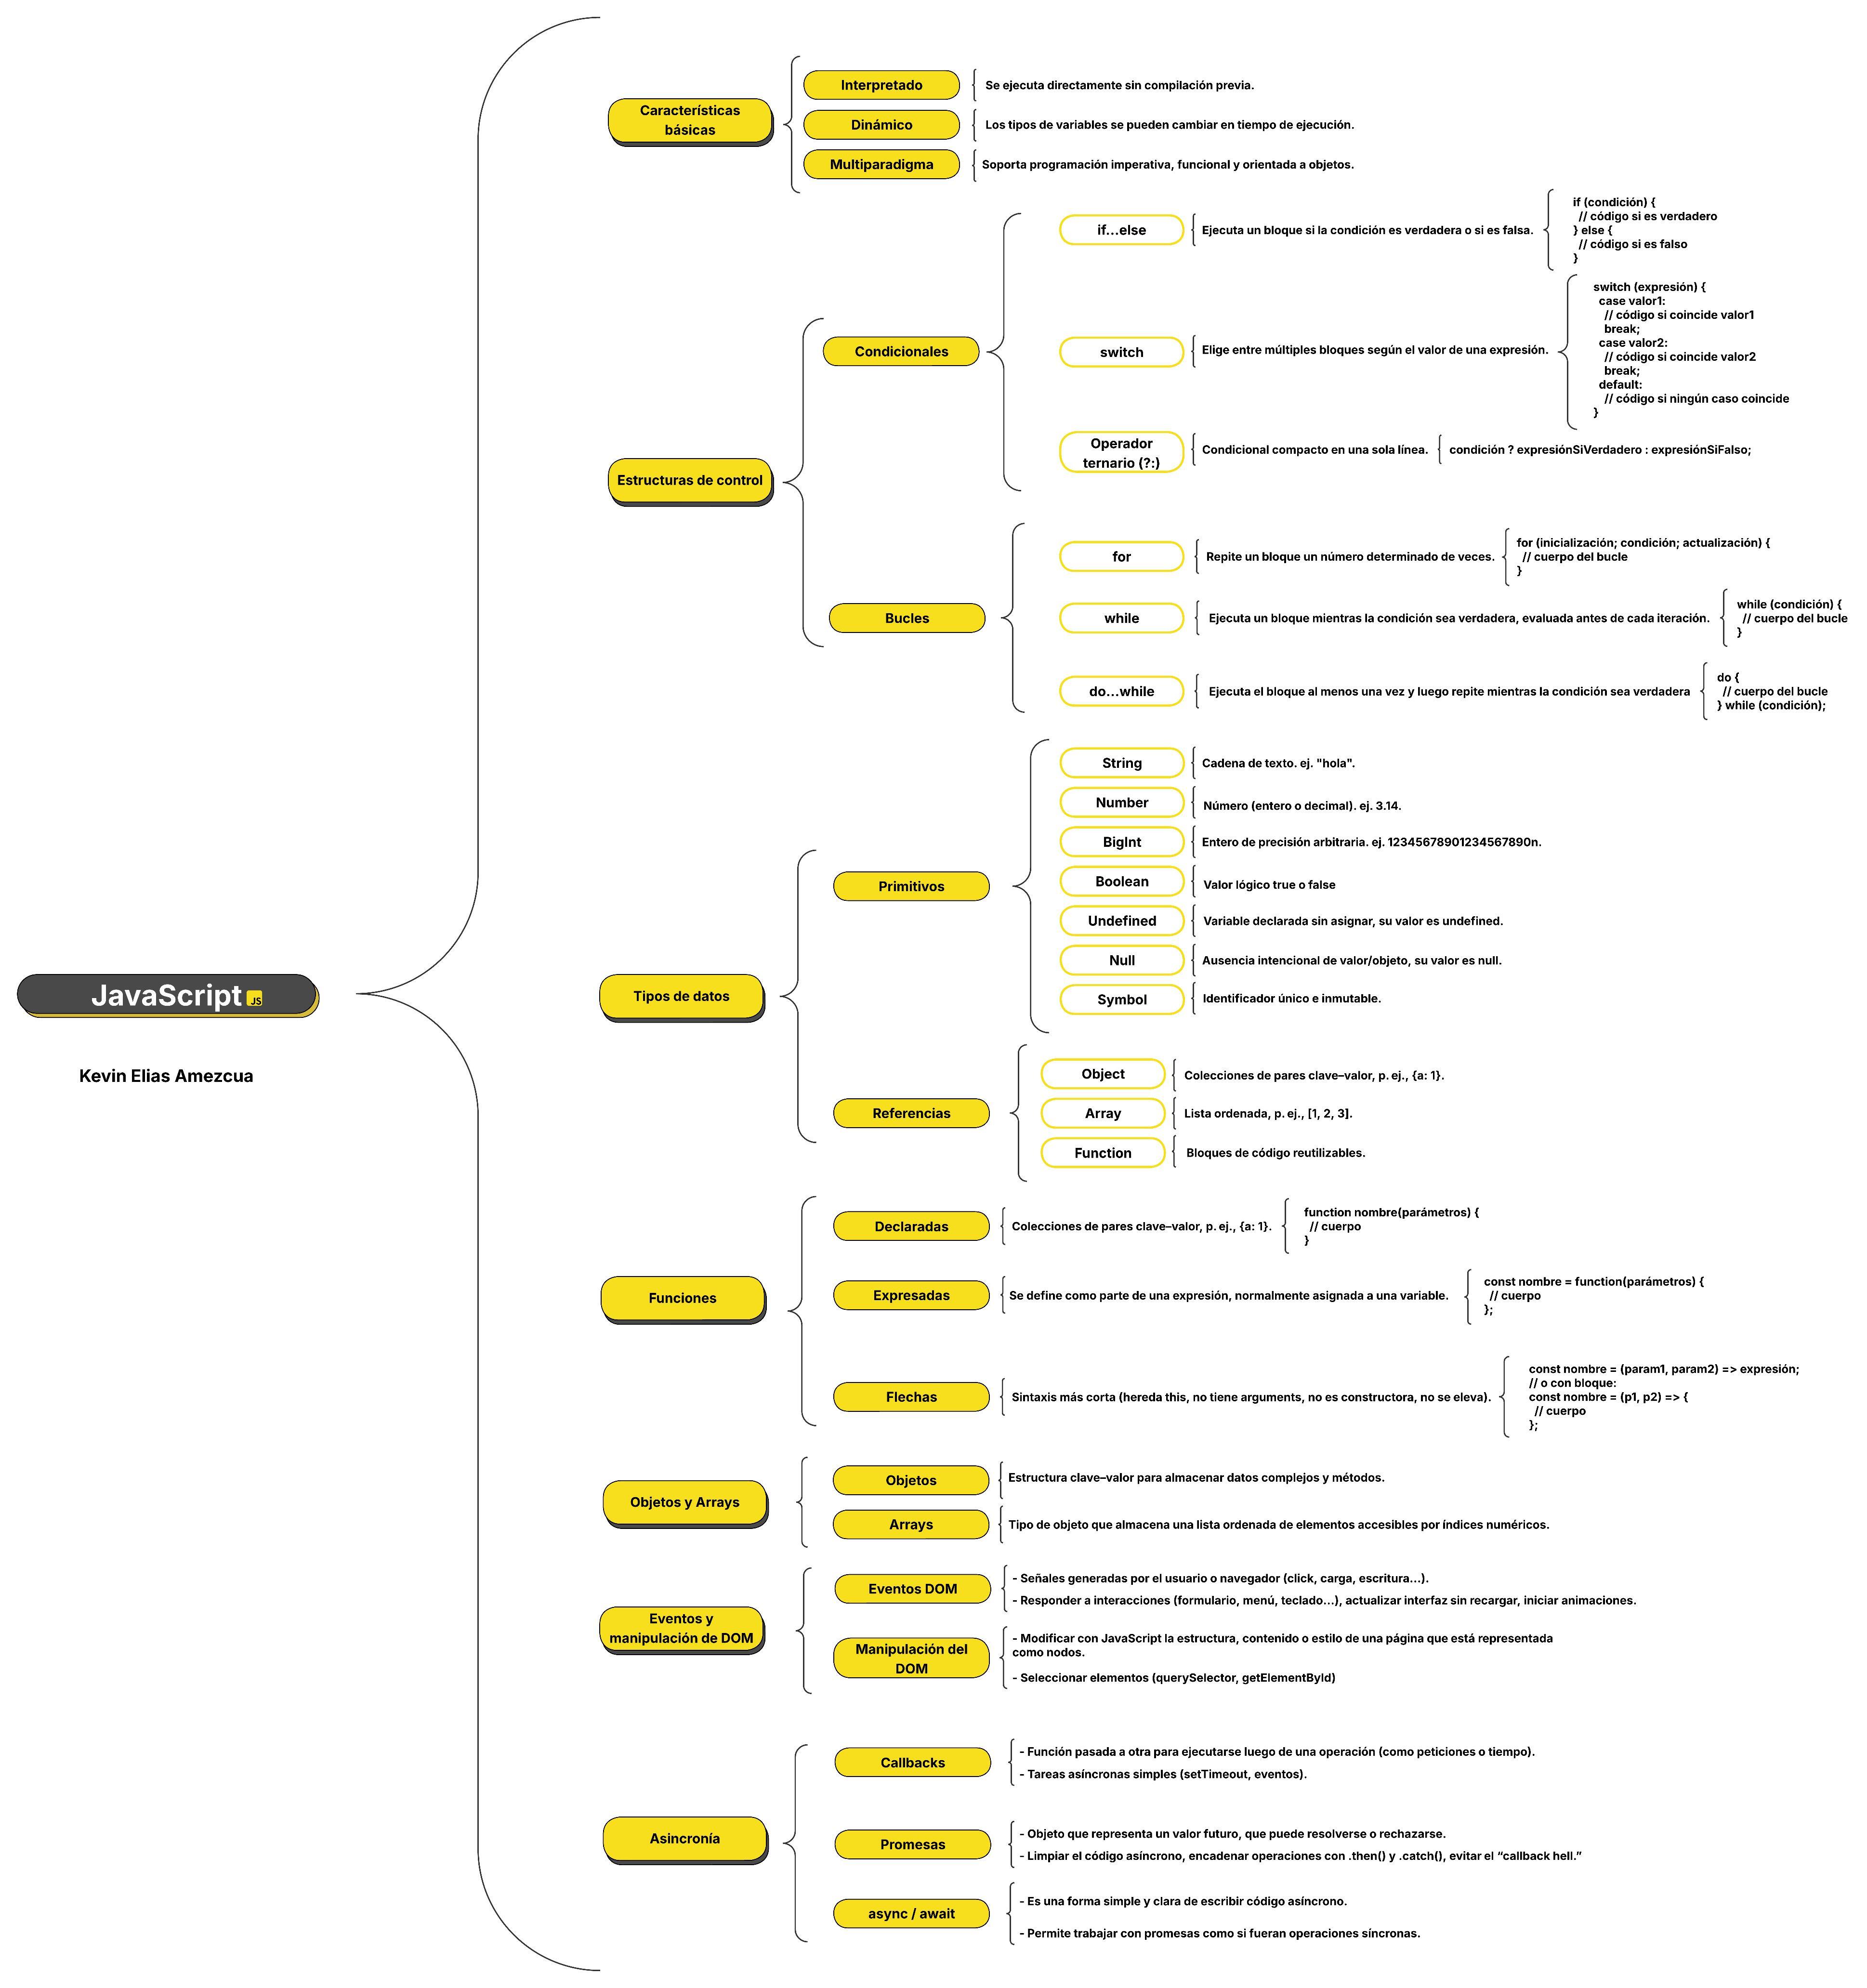 JavaScript JS
Kevin Elias Amezcua
Características
básicas
Interpretado
Se ejecuta directamente sin compilación previa.
Dinámico
Los tipos de variables se pueden cambiar en tiempo de ejecución.
Multiparadigma
Soporta programación imperativa, funcional y orientada a objetos.
Estructuras de control
Condicionales
if...else
Ejecuta un bloque si la condición es verdadera o si es falsa.
if (condición) {
// código si es verdadero
} else {
// código si es falso
}
switch
Elige entre múltiples bloques según el valor de una expresión.
switch (expresión) {
case valor1:
// código si coincide valor1
break;
case valor2:
// código si coincide valor2
break;
default:
// código si ningún caso coincide
}
Operador
ternario (?:)
Condicional compacto en una sola línea.
condición ? expresiónSiVerdadero : expresiónSiFalso;
Bucles
for
Repite un bloque un número determinado de veces.
for (inicialización; condición; actualización) {
// cuerpo del bucle
}
while
Ejecuta un bloque mientras la condición sea verdadera, evaluada antes de cada iteración.
while (condición) {
// cuerpo del bucle
}
do...while
Ejecuta el bloque al menos una vez y luego repite mientras la condición sea verdadera
do {
// cuerpo del bucle
} while (condición);
Tipos de datos
Primitivos
String
Cadena de texto. ej. "hola".
Number
Número (entero o decimal). ej. 3.14.
BigInt
Entero de precisión arbitraria. ej. 12345678901234567890n.
Boolean
Valor lógico true o false
Undefined
Variable declarada sin asignar, su valor es undefined.
Null
Ausencia intencional de valor/objeto, su valor es null.
Symbol
Identificador único e inmutable.
Referencias
Object
Colecciones de pares clave–valor, p. ej., {a: 1}.
Array
Lista ordenada, p. ej., [1, 2, 3].
Function
Bloques de código reutilizables.
Funciones
Declaradas
Colecciones de pares clave–valor, p. ej., {a: 1}.
function nombre(parámetros) {
// cuerpo
}
Expresadas
Se define como parte de una expresión, normalmente asignada a una variable.
const nombre = function(parámetros) {
// cuerpo
};
Flechas
Sintaxis más corta (hereda this, no tiene arguments, no es constructora, no se eleva).
const nombre = (param1, param2) => expresión;
// o con bloque:
const nombre = (p1, p2) => {
// cuerpo
};
Objetos y Arrays
Objetos
Estructura clave–valor para almacenar datos complejos y métodos.
Arrays
Tipo de objeto que almacena una lista ordenada de elementos accesibles por índices numéricos.
Eventos y
manipulación de DOM
Eventos DOM
- Señales generadas por el usuario o navegador (click, carga, escritura...).
- Responder a interacciones (formulario, menú, teclado...), actualizar interfaz sin recargar, iniciar animaciones.
Manipulación del
DOM
- Modificar con JavaScript la estructura, contenido o estilo de una página que está representada
como nodos.
- Seleccionar elementos (querySelector, getElementById)
Asincronía
Callbacks
- Función pasada a otra para ejecutarse luego de una operación (como peticiones o tiempo).
- Tareas asíncronas simples (setTimeout, eventos).
Promesas
- Objeto que representa un valor futuro, que puede resolverse o rechazarse.
- Limpiar el código asíncrono, encadenar operaciones con .then() y .catch(), evitar el “callback hell.”
async / await
- Es una forma simple y clara de escribir código asíncrono.
- Permite trabajar con promesas como si fueran operaciones síncronas.